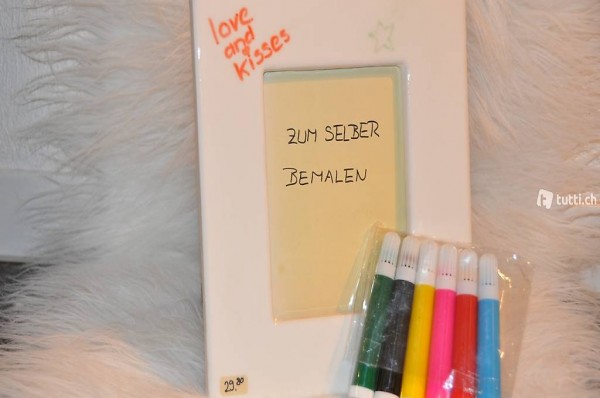 love
and
kisses
ZUM SELBER
BEMALEN
tutti.ch
29.90